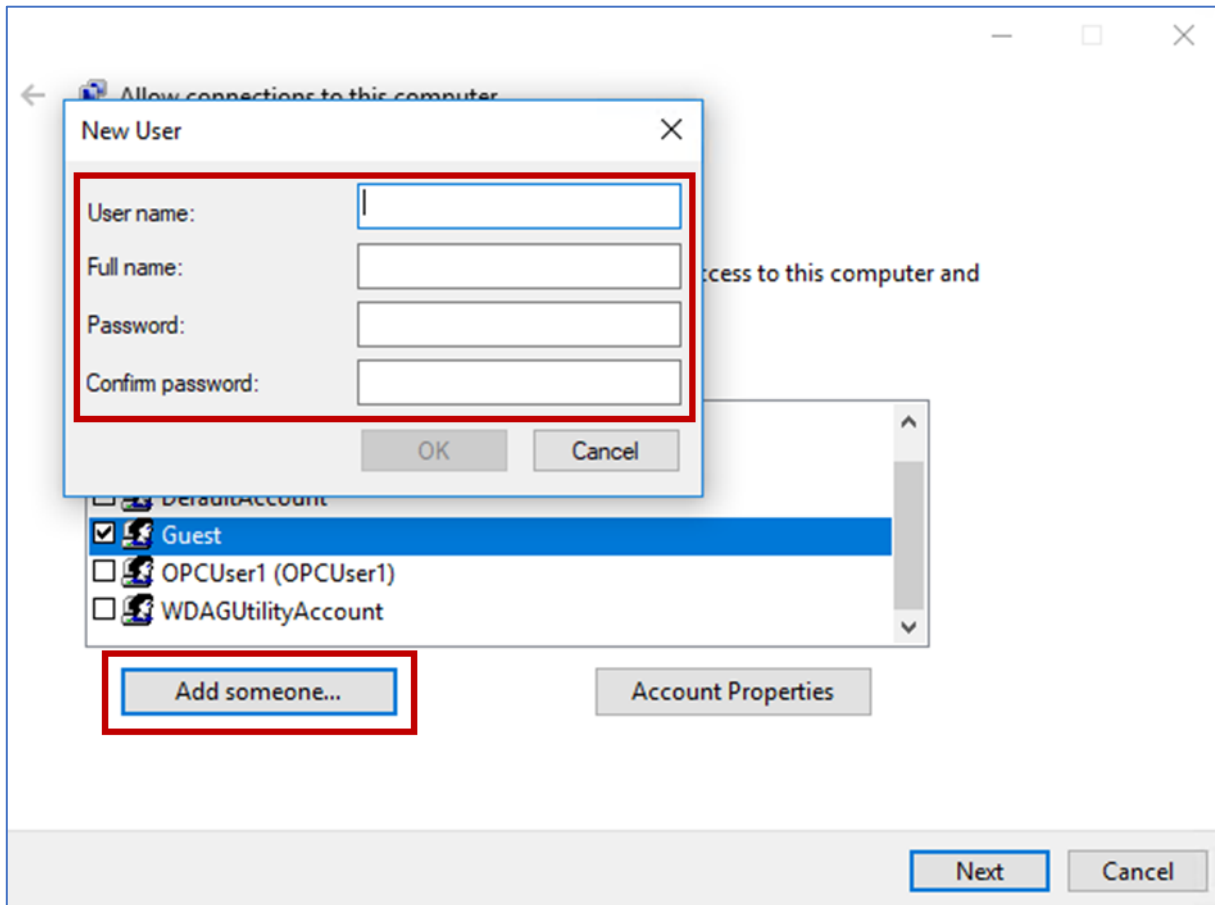 Allow connections to this computer
New User
User name:
Full name:
ccess to this computer and
Password:
Confirm password:
OK Cancel
DefaultAccount
Guest
OPCUser1 (OPCUser1)
WDAGUtilityAccount
Add someone... Account Properties
Next Cancel